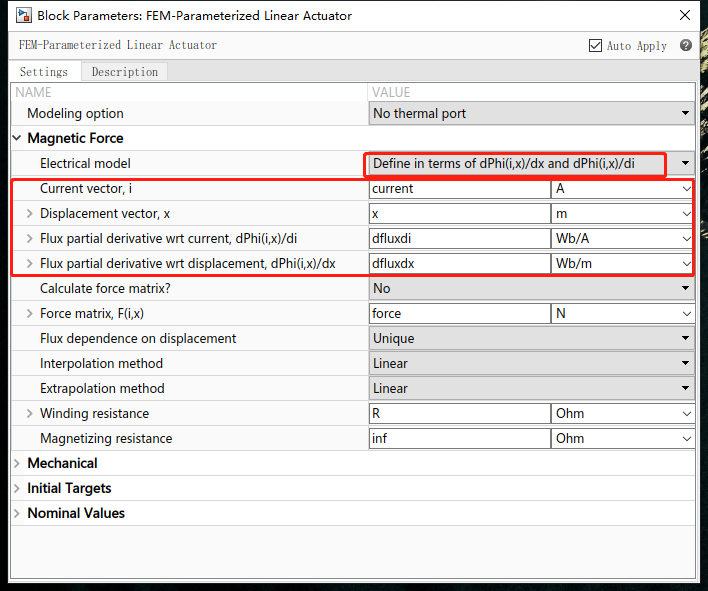 Block Parameters: FEM-Parameterized Linear Actuator
FEM-Parameterized Linear Actuator
Auto Apply
Settings Description
NAME VALUE
Modeling option No thermal port
Magnetic Force
Electrical model Define in terms of dPhi(i,x)/dx and dPhi(i,x)/di
Current vector, i current A
Displacement vector, x x m
Flux partial derivative wrt current, dPhi(i,x)/di dfluxdi Wb/A
Flux partial derivative wrt displacement, dPhi(i,x)/dx dfluxdx Wb/m
Calculate force matrix? No
Force matrix, F(i,x) force N
Flux dependence on displacement Unique
Interpolation method Linear
Extrapolation method Linear
Winding resistance R Ohm
Magnetizing resistance inf Ohm
Mechanical
Initial Targets
Nominal Values